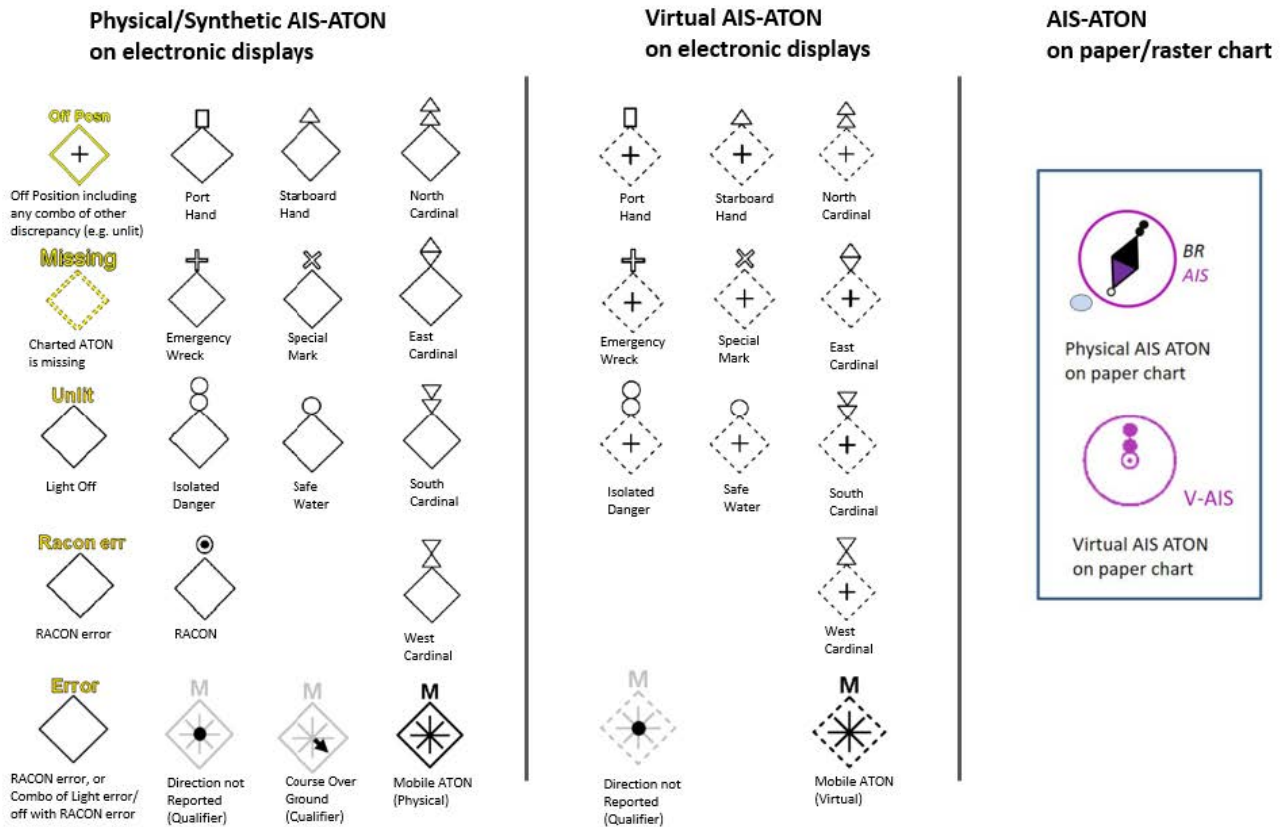 Physical/Synthetic AIS-ATON
on electronic displays
Virtual AIS-ATON
on electronic displays
AIS-ATON
on paper/raster chart
Off Posn
Off Position including
any combo of other
discrepancy (e.g. unlit)
Port
Hand
Starboard
Hand
North
Cardinal
Port
Hand
Starboard
Hand
North
Cardinal
Missing
Charted ATON
is missing
Emergency
Wreck
Special
Mark
East
Cardinal
Emergency
Wreck
Special
Mark
East
Cardinal
BR
AIS
Physical AIS ATON
on paper chart
Unlit
Light Off
Isolated
Danger
Safe
Water
South
Cardinal
Isolated
Danger
Safe
Water
South
Cardinal
V-AIS
Virtual AIS ATON
on paper chart
Racon err
RACON error
RACON
West
Cardinal
West
Cardinal
Error
RACON error, or
Combo of Light error/
off with RACON error
M
Direction not
Reported
(Qualifier)
M
Course Over
Ground
(Qualifier)
M
Mobile ATON
(Physical)
M
Direction not
Reported
(Qualifier)
M
Mobile ATON
(Virtual)